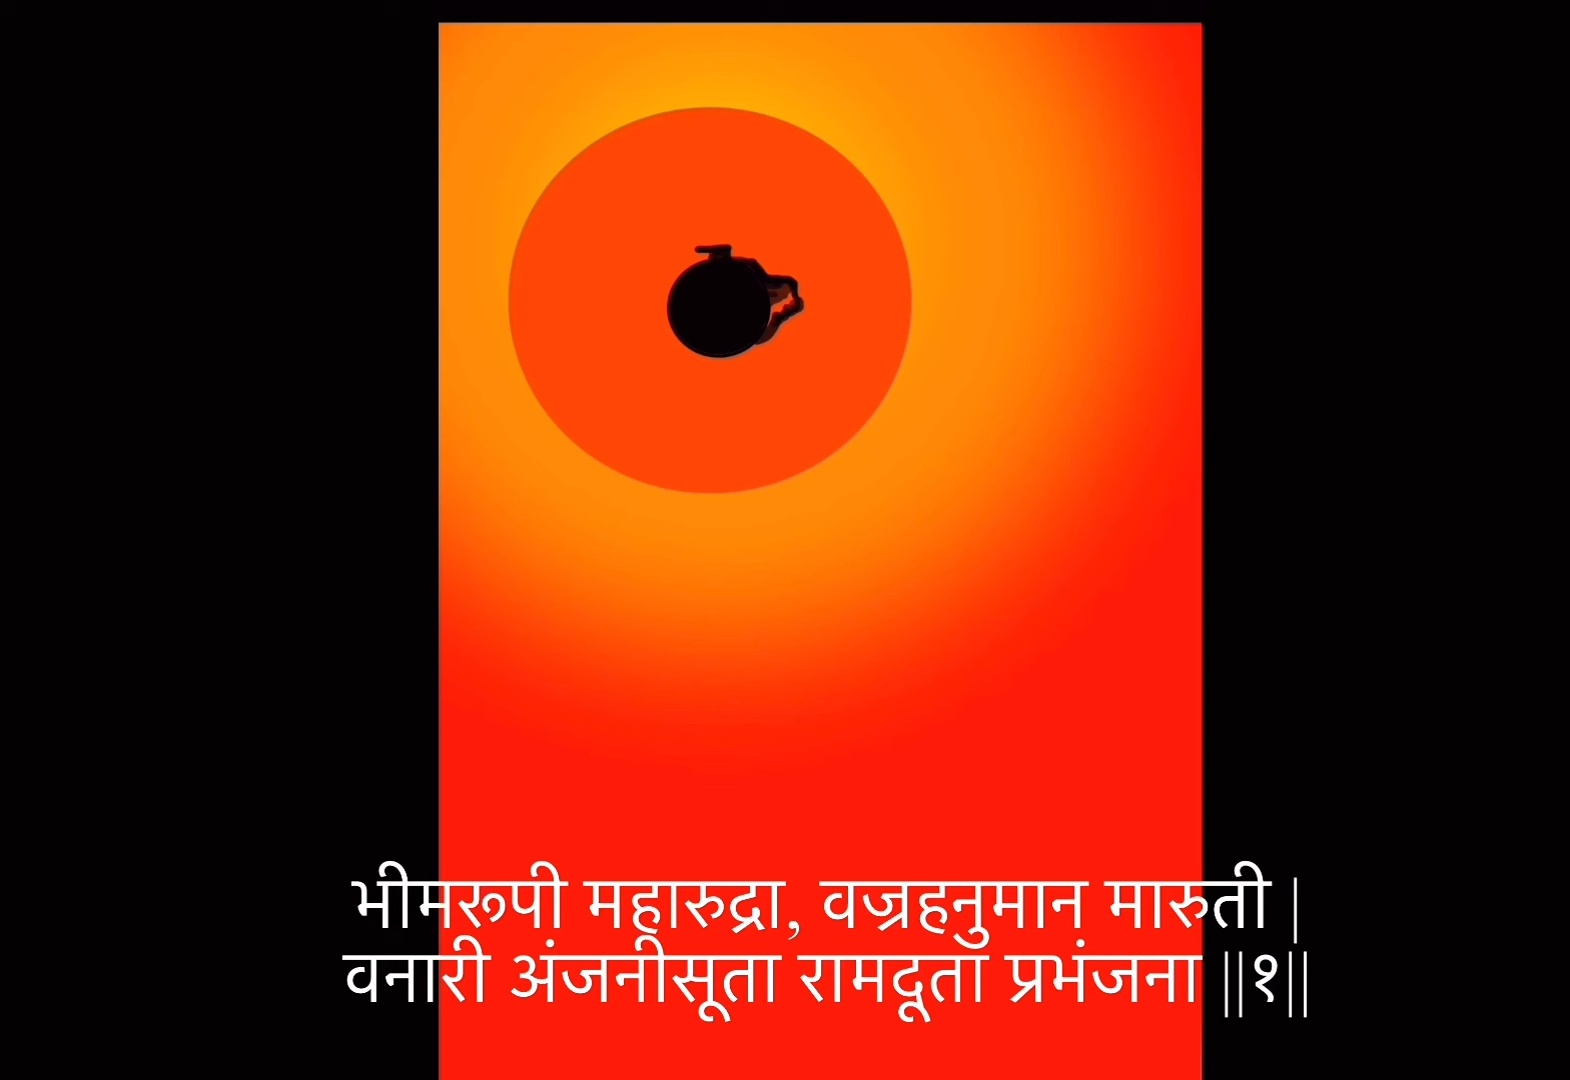 भीमरूपी महारुद्रा, वज्रहनुमान मारुती |
वनारी अंजनीसूता रामदूता प्रभंजना ||१||